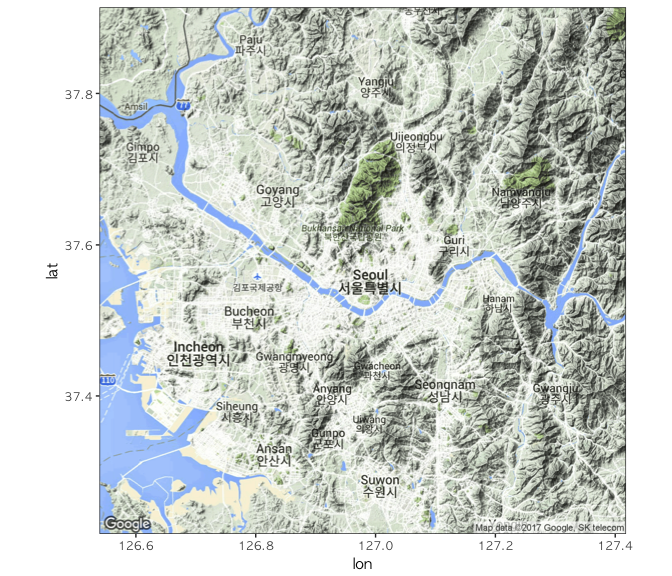 Paju
파주시
37.8
Yangju
양주시
Amsil
77
Uijeongbu
의정부시
Gimpo
김포시
Goyang
고양시
Namyangju
남양주시
Bukhansan National Park
북한산국립공원
37.6
Guri
구리시
lat
Seoul
서울특별시
김포국제공항
Hanam
하남시
Bucheon
부천시
Incheon
인천광역시
Gwangmyeong
광명시
Gwacheon
과천시
110
37.4
Anyang
안양시
Seongnam
성남시
Gwangju
광주시
Siheung
시흥시
Uiwang
의왕시
Gunpo
군포시
Ansan
안산시
Suwon
수원시
Google
Map data ©2017 Google, SK telecom
126.6
126.8
127.0
127.2
127.4
lon